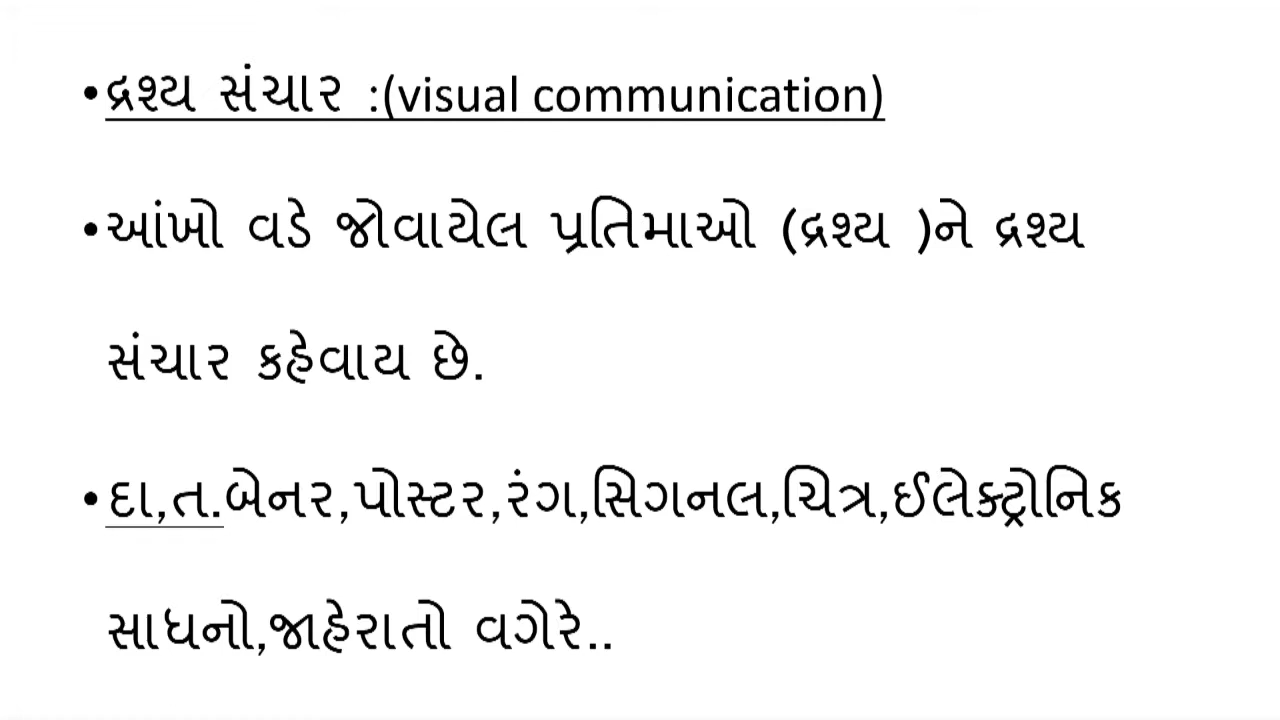 •દ્રશ્ય સંચાર :(visual communication)
•આંખો વડે જોવાયેલ પ્રતિમાઓ (દ્રશ્ય )ને દ્રશ્ય
સંચાર કહેવાય છે.
•દા,ત.બેનર,પોસ્ટર,રંગ,સિગનલ,ચિત્ર,ઈલેક્ટ્રોનિક
સાધનો,જાહેરાતો વગેરે..